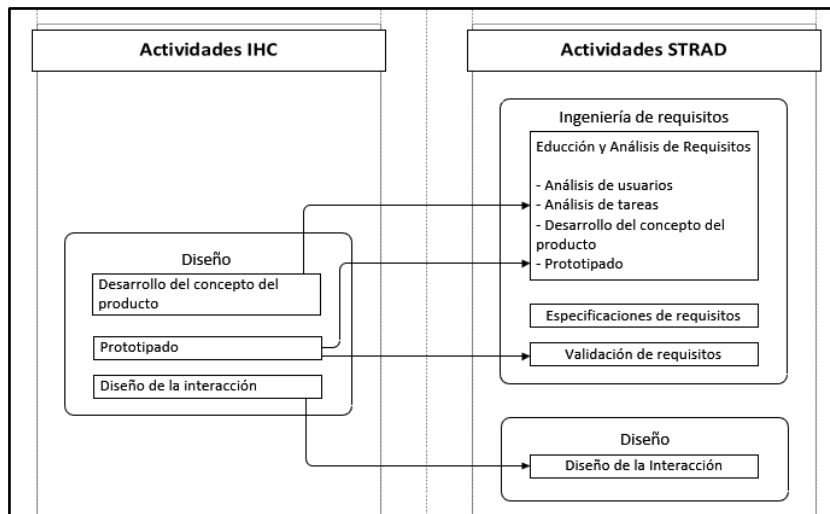 Actividades IHC
Actividades STRAD
Diseño
Desarrollo del concepto del
producto
Prototipado
Diseño de la interacción
Ingeniería de requisitos
Educción y Análisis de Requisitos
- Análisis de usuarios
- Análisis de tareas
- Desarrollo del concepto del
producto
- Prototipado
Especificaciones de requisitos
Validación de requisitos
Diseño
Diseño de la Interacción